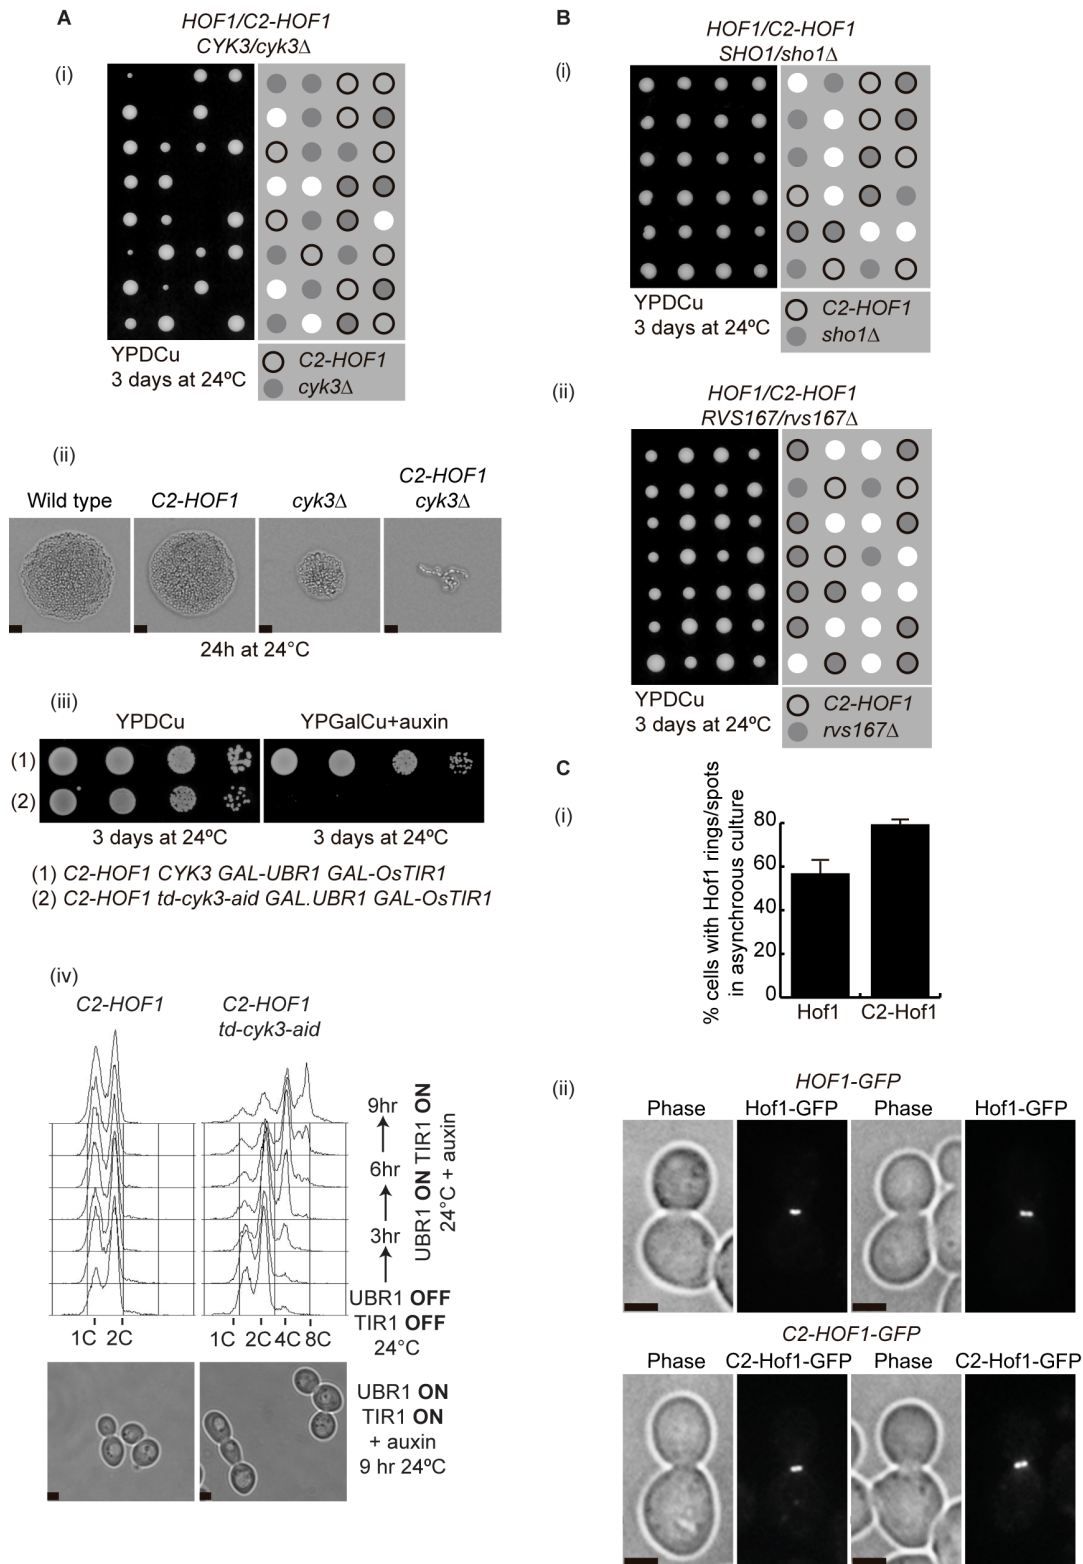 A
HOF1/C2-HOF1
CYK3/cyk3Δ
(i)
YPDCu
3 days at 24ºC
C2-HOF1
cyk3Δ
(ii)
Wild type
C2-HOF1
cyk3Δ
C2-HOF1
cyk3Δ
24h at 24°C
(iii)
YPDCu
YPGalCu+auxin
(1)
(2)
3 days at 24ºC
3 days at 24ºC
(1) C2-HOF1 CYK3 GAL-UBR1 GAL-OsTIR1
(2) C2-HOF1 td-cyk3-aid GAL.UBR1 GAL-OsTIR1
(iv)
C2-HOF1
C2-HOF1
td-cyk3-aid
9hr
6hr
3hr
UBR1 ON TIR1 ON
24°C + auxin
UBR1 OFF
TIR1 OFF
24°C
1C 2C
1C 2C 4C 8C
UBR1 ON
TIR1 ON
+ auxin
9 hr 24ºC
B
HOF1/C2-HOF1
SHO1/sho1Δ
(i)
YPDCu
3 days at 24ºC
C2-HOF1
sho1Δ
(ii)
HOF1/C2-HOF1
RVS167/rvs167Δ
YPDCu
3 days at 24ºC
C2-HOF1
rvs167Δ
C
(i)
% cells with Hof1 rings/spots
in asynchroous culture
80
60
40
20
0
Hof1
C2-Hof1
(ii)
HOF1-GFP
Phase
Hof1-GFP
Phase
Hof1-GFP
C2-HOF1-GFP
Phase
C2-Hof1-GFP
Phase
C2-Hof1-GFP